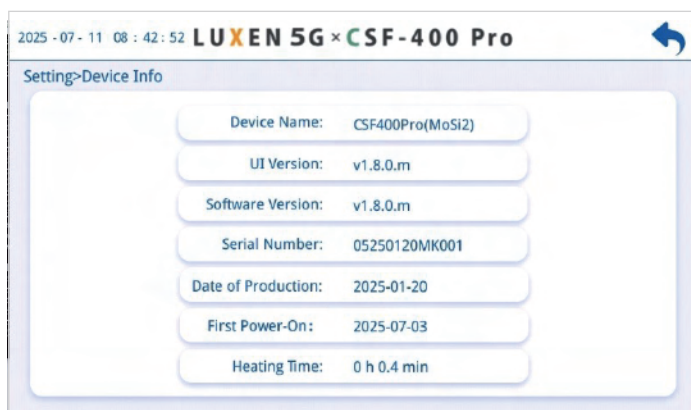 2025 - 07 - 11 08 : 42 : 52 LUXEN 5G × CSF-400 Pro
Setting>Device Info
Device Name: CSF400Pro(MoSi2)
UI Version: v1.8.0.m
Software Version: v1.8.0.m
Serial Number: 05250120MK001
Date of Production: 2025-01-20
First Power-On: 2025-07-03
Heating Time: 0 h 0.4 min